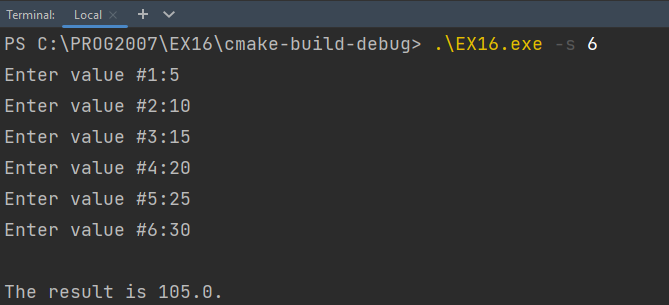 Terminal: Local × + ⌄
PS C:\PROG2007\EX16\cmake-build-debug> .\EX16.exe -s 6
Enter value #1:5
Enter value #2:10
Enter value #3:15
Enter value #4:20
Enter value #5:25
Enter value #6:30
The result is 105.0.